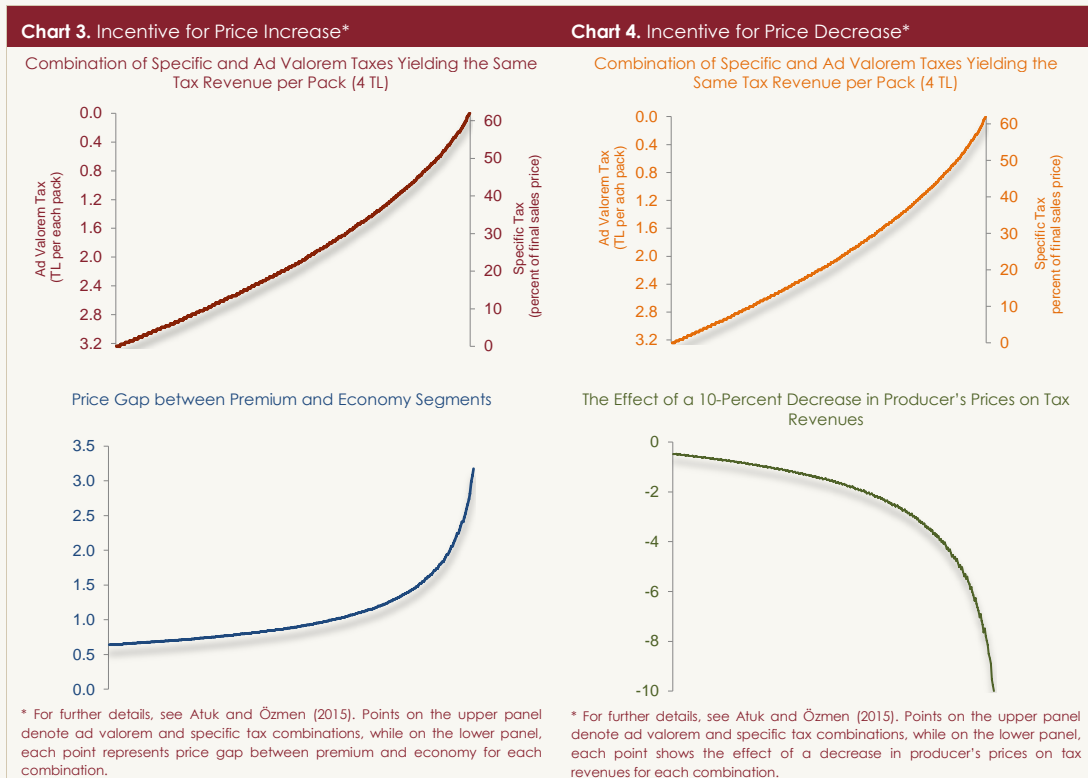 Chart 3. Incentive for Price Increase*
Combination of Specific and Ad Valorem Taxes Yielding the Same
Tax Revenue per Pack (4 TL)
Ad Valorem Tax
(TL per each pack)
0.0
0.4
0.8
1.2
1.6
2.0
2.4
2.8
3.2
60
50
40
30
20
10
0
Specific Tax
(percent of final sales price)
Price Gap between Premium and Economy Segments
3.5
3.0
2.5
2.0
1.5
1.0
0.5
0.0
* For further details, see Atuk and Özmen (2015). Points on the upper panel
denote ad valorem and specific tax combinations, while on the lower panel,
each point represents price gap between premium and economy for each
combination.
Chart 4. Incentive for Price Decrease*
Combination of Specific and Ad Valorem Taxes Yielding the
Same Tax Revenue per Pack (4 TL)
Ad Valorem Tax
(TL per ach pack)
0.0
0.4
0.8
1.2
1.6
2.0
2.4
2.8
3.2
60
50
40
30
20
10
0
Specific Tax
percent of final sales price)
The Effect of a 10-Percent Decrease in Producer's Prices on Tax
Revenues
0
-2
-4
-6
-8
-10
* For further details, see Atuk and Özmen (2015). Points on the upper panel
denote ad valorem and specific tax combinations, while on the lower panel,
each point shows the effect of a decrease in producer's prices on tax
revenues for each combination.